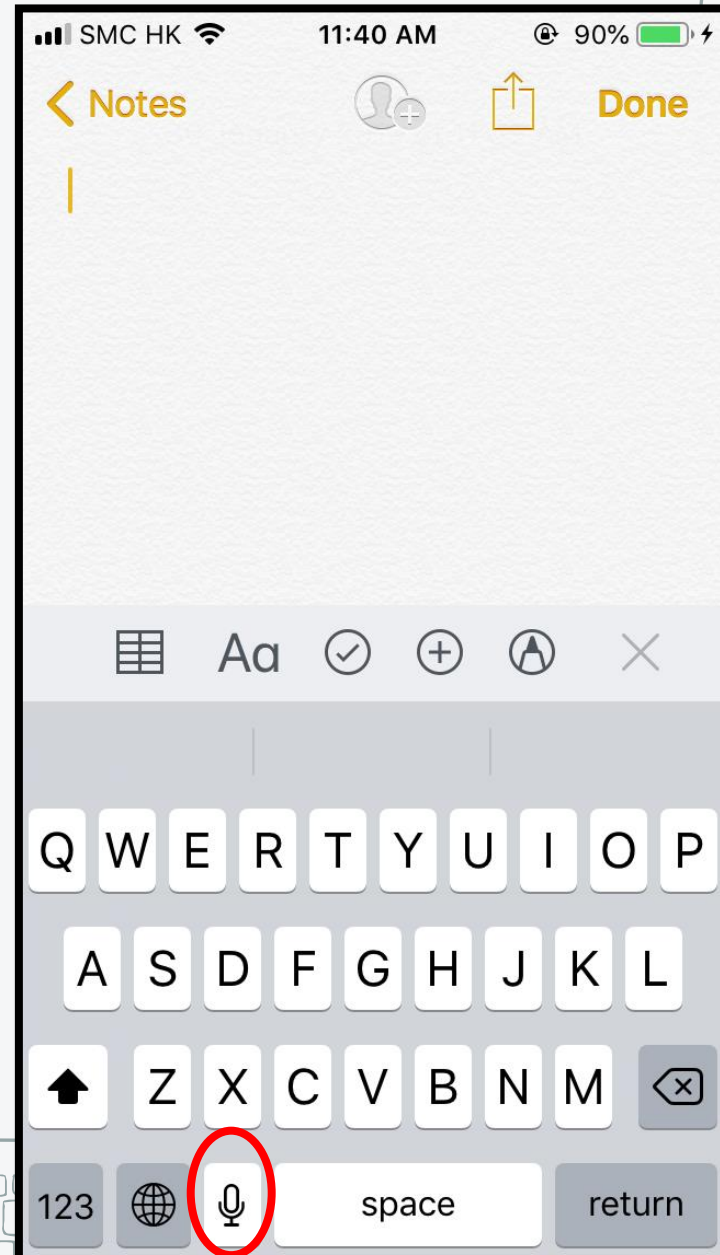 SMC HK 11:40 AM 90%
Notes Done
Aa
Q W E R T Y U I O P
A S D F G H J K L
Z X C V B N M
123 space return